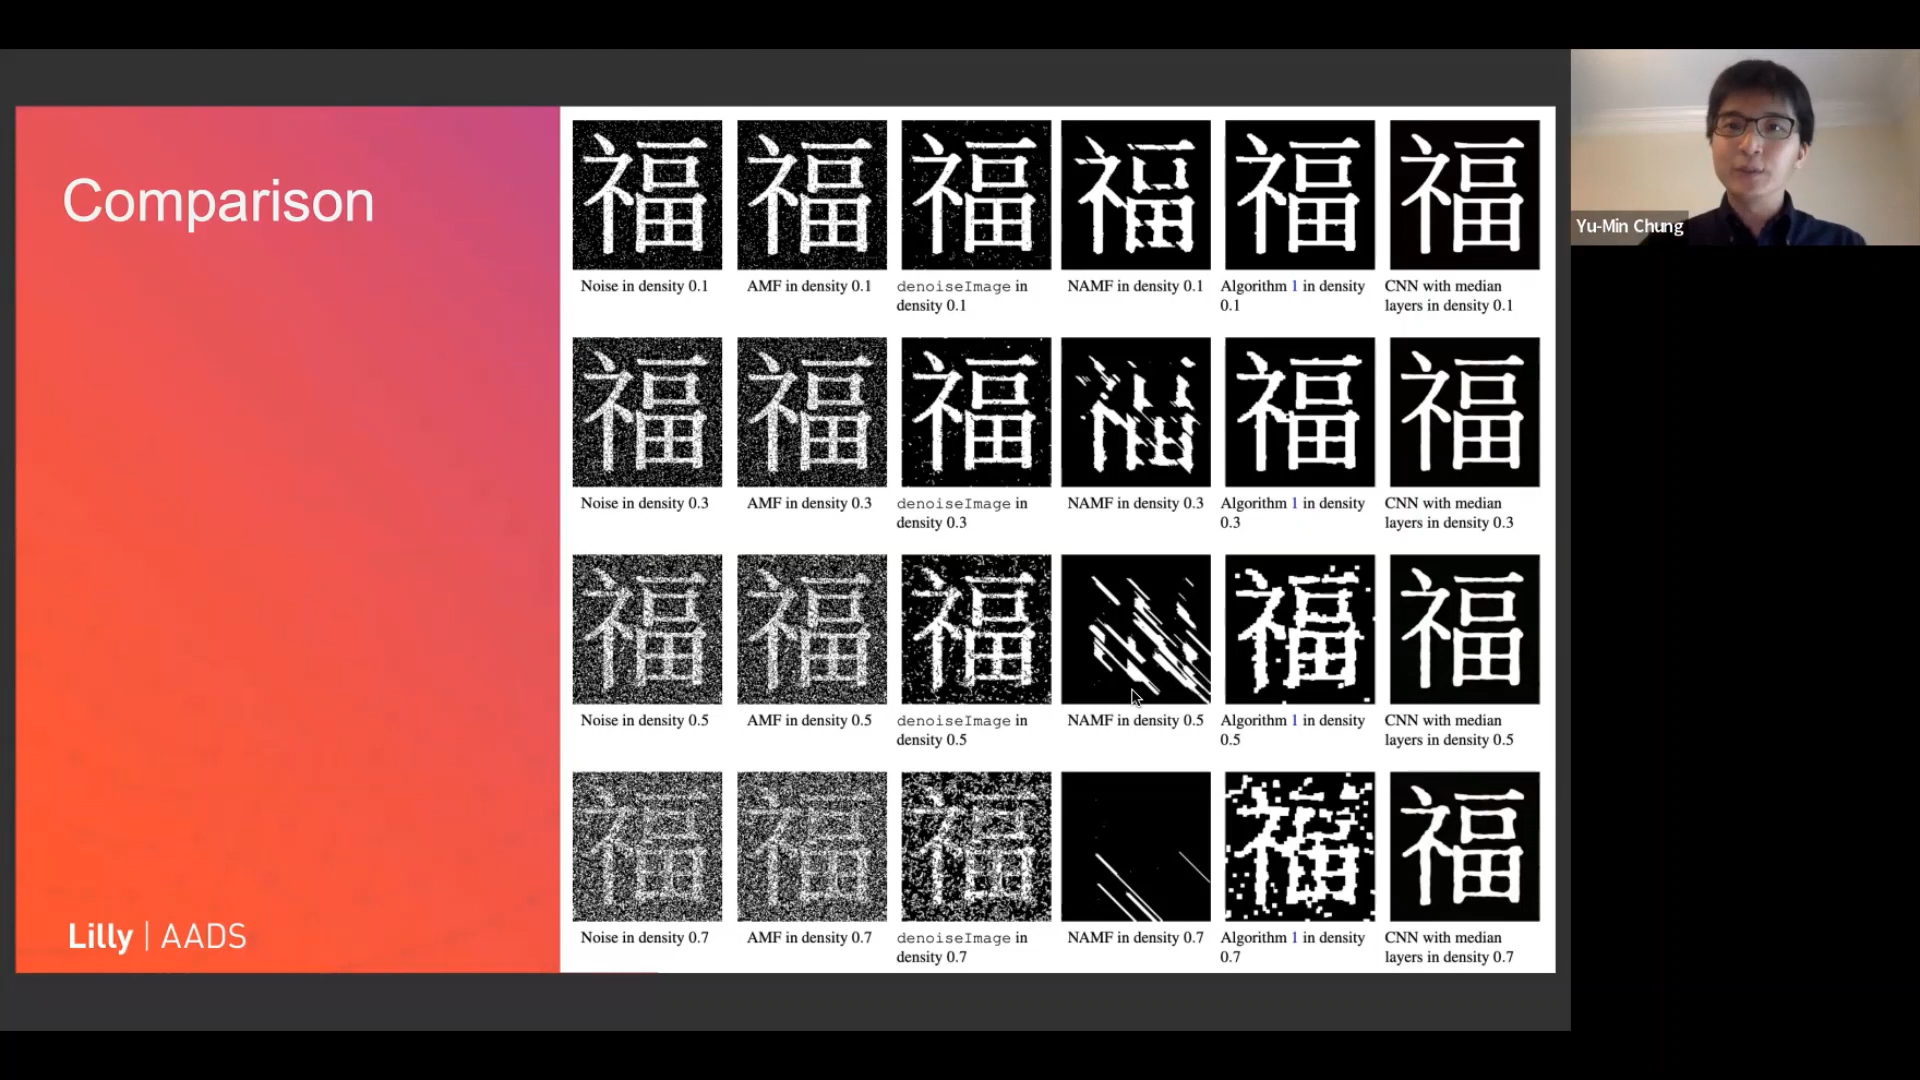 Comparison
福 福 福 福 福 福
Noise in density 0.1
AMF in density 0.1
denoiseImage in
density 0.1
NAMF in density 0.1
Algorithm 1 in density
0.1
CNN with median
layers in density 0.1
福 福 福 福 福
Noise in density 0.3
AMF in density 0.3
denoiseImage in
density 0.3
NAMF in density 0.3
Algorithm 1 in density
0.3
CNN with median
layers in density 0.3
福 福 福 福 福
Noise in density 0.5
AMF in density 0.5
denoiseImage in
density 0.5
NAMF in density 0.5
Algorithm 1 in density
0.5
CNN with median
layers in density 0.5
福 福 福 福 福
Noise in density 0.7
AMF in density 0.7
denoiseImage in
density 0.7
NAMF in density 0.7
Algorithm 1 in density
0.7
CNN with median
layers in density 0.7
Lilly | AADS
Yu-Min Chung